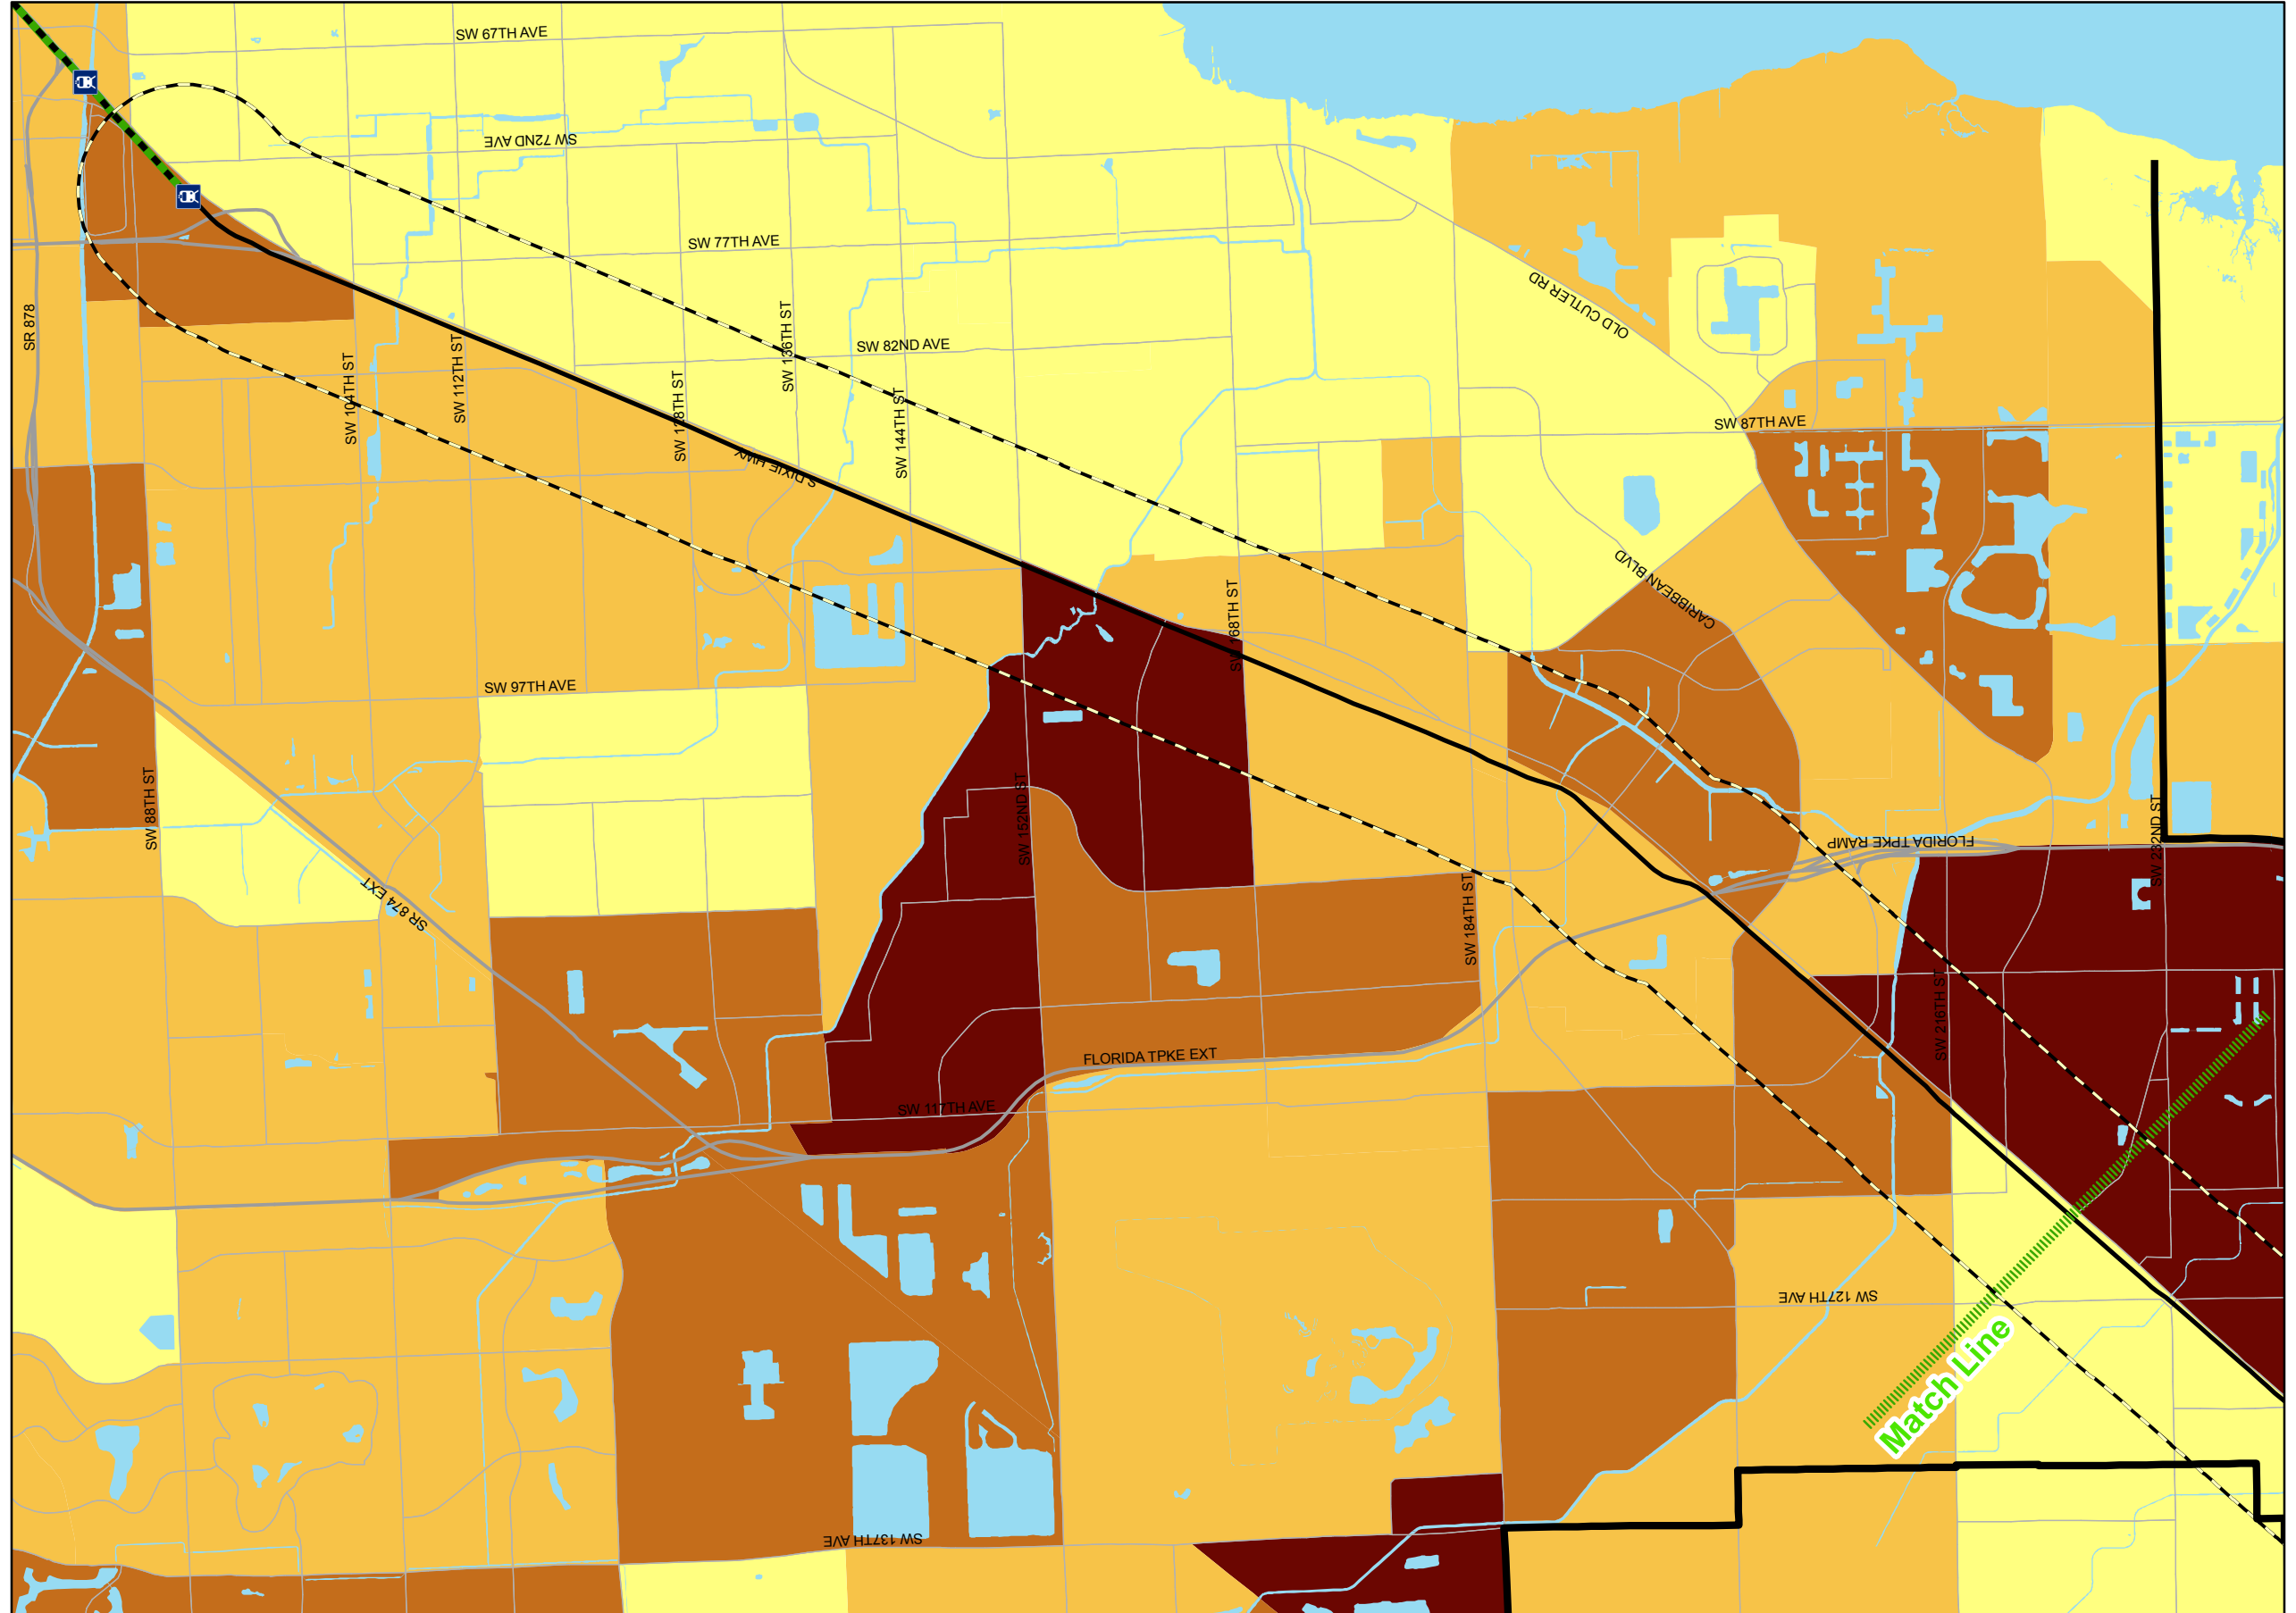 SW 67TH AVE
SW 72ND AVE
SW 77TH AVE
OLD CUTLER RD
SR 878
SW 136TH ST
SW 82ND AVE
SW 104TH ST
SW 112TH ST
SW 128TH ST
SW 144TH ST
SW 87TH AVE
S DIXIE HWY
CARIBBEAN BLVD
SW 168TH ST
SW 97TH AVE
SW 88TH ST
SW 152ND ST
SW 232ND ST
FLORIDA TPKE RAMP
SR 874 EXT
SW 184TH ST
SW 216TH ST
FLORIDA TPKE EXT
SW 117TH AVE
SW 127TH AVE
Match Line
SW 137TH AVE